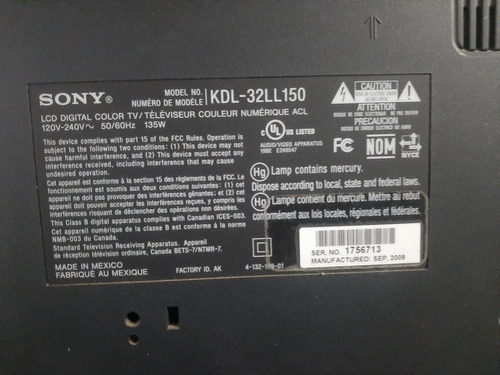 SONY®
MODEL NO.
NUMÉRO DE MODÈLE
KDL-32LL150
LCD DIGITAL COLOR TV/ TÉLÉVISEUR COULEUR NUMÉRIQUE ACL
120V-240V~ 50/60Hz 135W
This device complies with part 15 of the FCC Rules. Operation is
subject to the following two conditions: (1) This device may not cause harmful
interference, and (2) This device must accept any
interference received, including interference that may
cause undesired operation.
Cet appareil est conforme à la section 15 des réglements de la FCC. Le
fonctionnement est soumis aux deux conditions suivantes: (1) cet
appareil ne doit pas provoquer des interférences gênantes et (2) cet
appareil doit pouvoir accepter les interférences reçues, y compris les
interférences risquant d'entraîner un dysfonctionnement.
This Class B digital apparatus complies with Canadian ICES-003.
Cet appareil numérique de la classe B est conforme à la norme
NMB-003 du Canada.
Standard Television Receiving Apparatus. Appareil
de réception télévision ordinaire, Canada BETS-7/NTMR-7.
MADE IN MEXICO
FABRIQUÉ AU MEXIQUE
FACTORY ID. AK
CAUTION
ATTENTION
PRECAUCION
UL US LISTED
AUDIO/VIDEO APPARATUS
E249047
FC
NOM
NYCE
Hg Lamp contains mercury.
Dispose according to local, state and federal laws.
Hg Lampe contient du mercure. Mettre au rebut
conformément aux lois locales, régionales et fédérales.
SER. NO. 1756713
MANUFACTURED: SEP, 2009